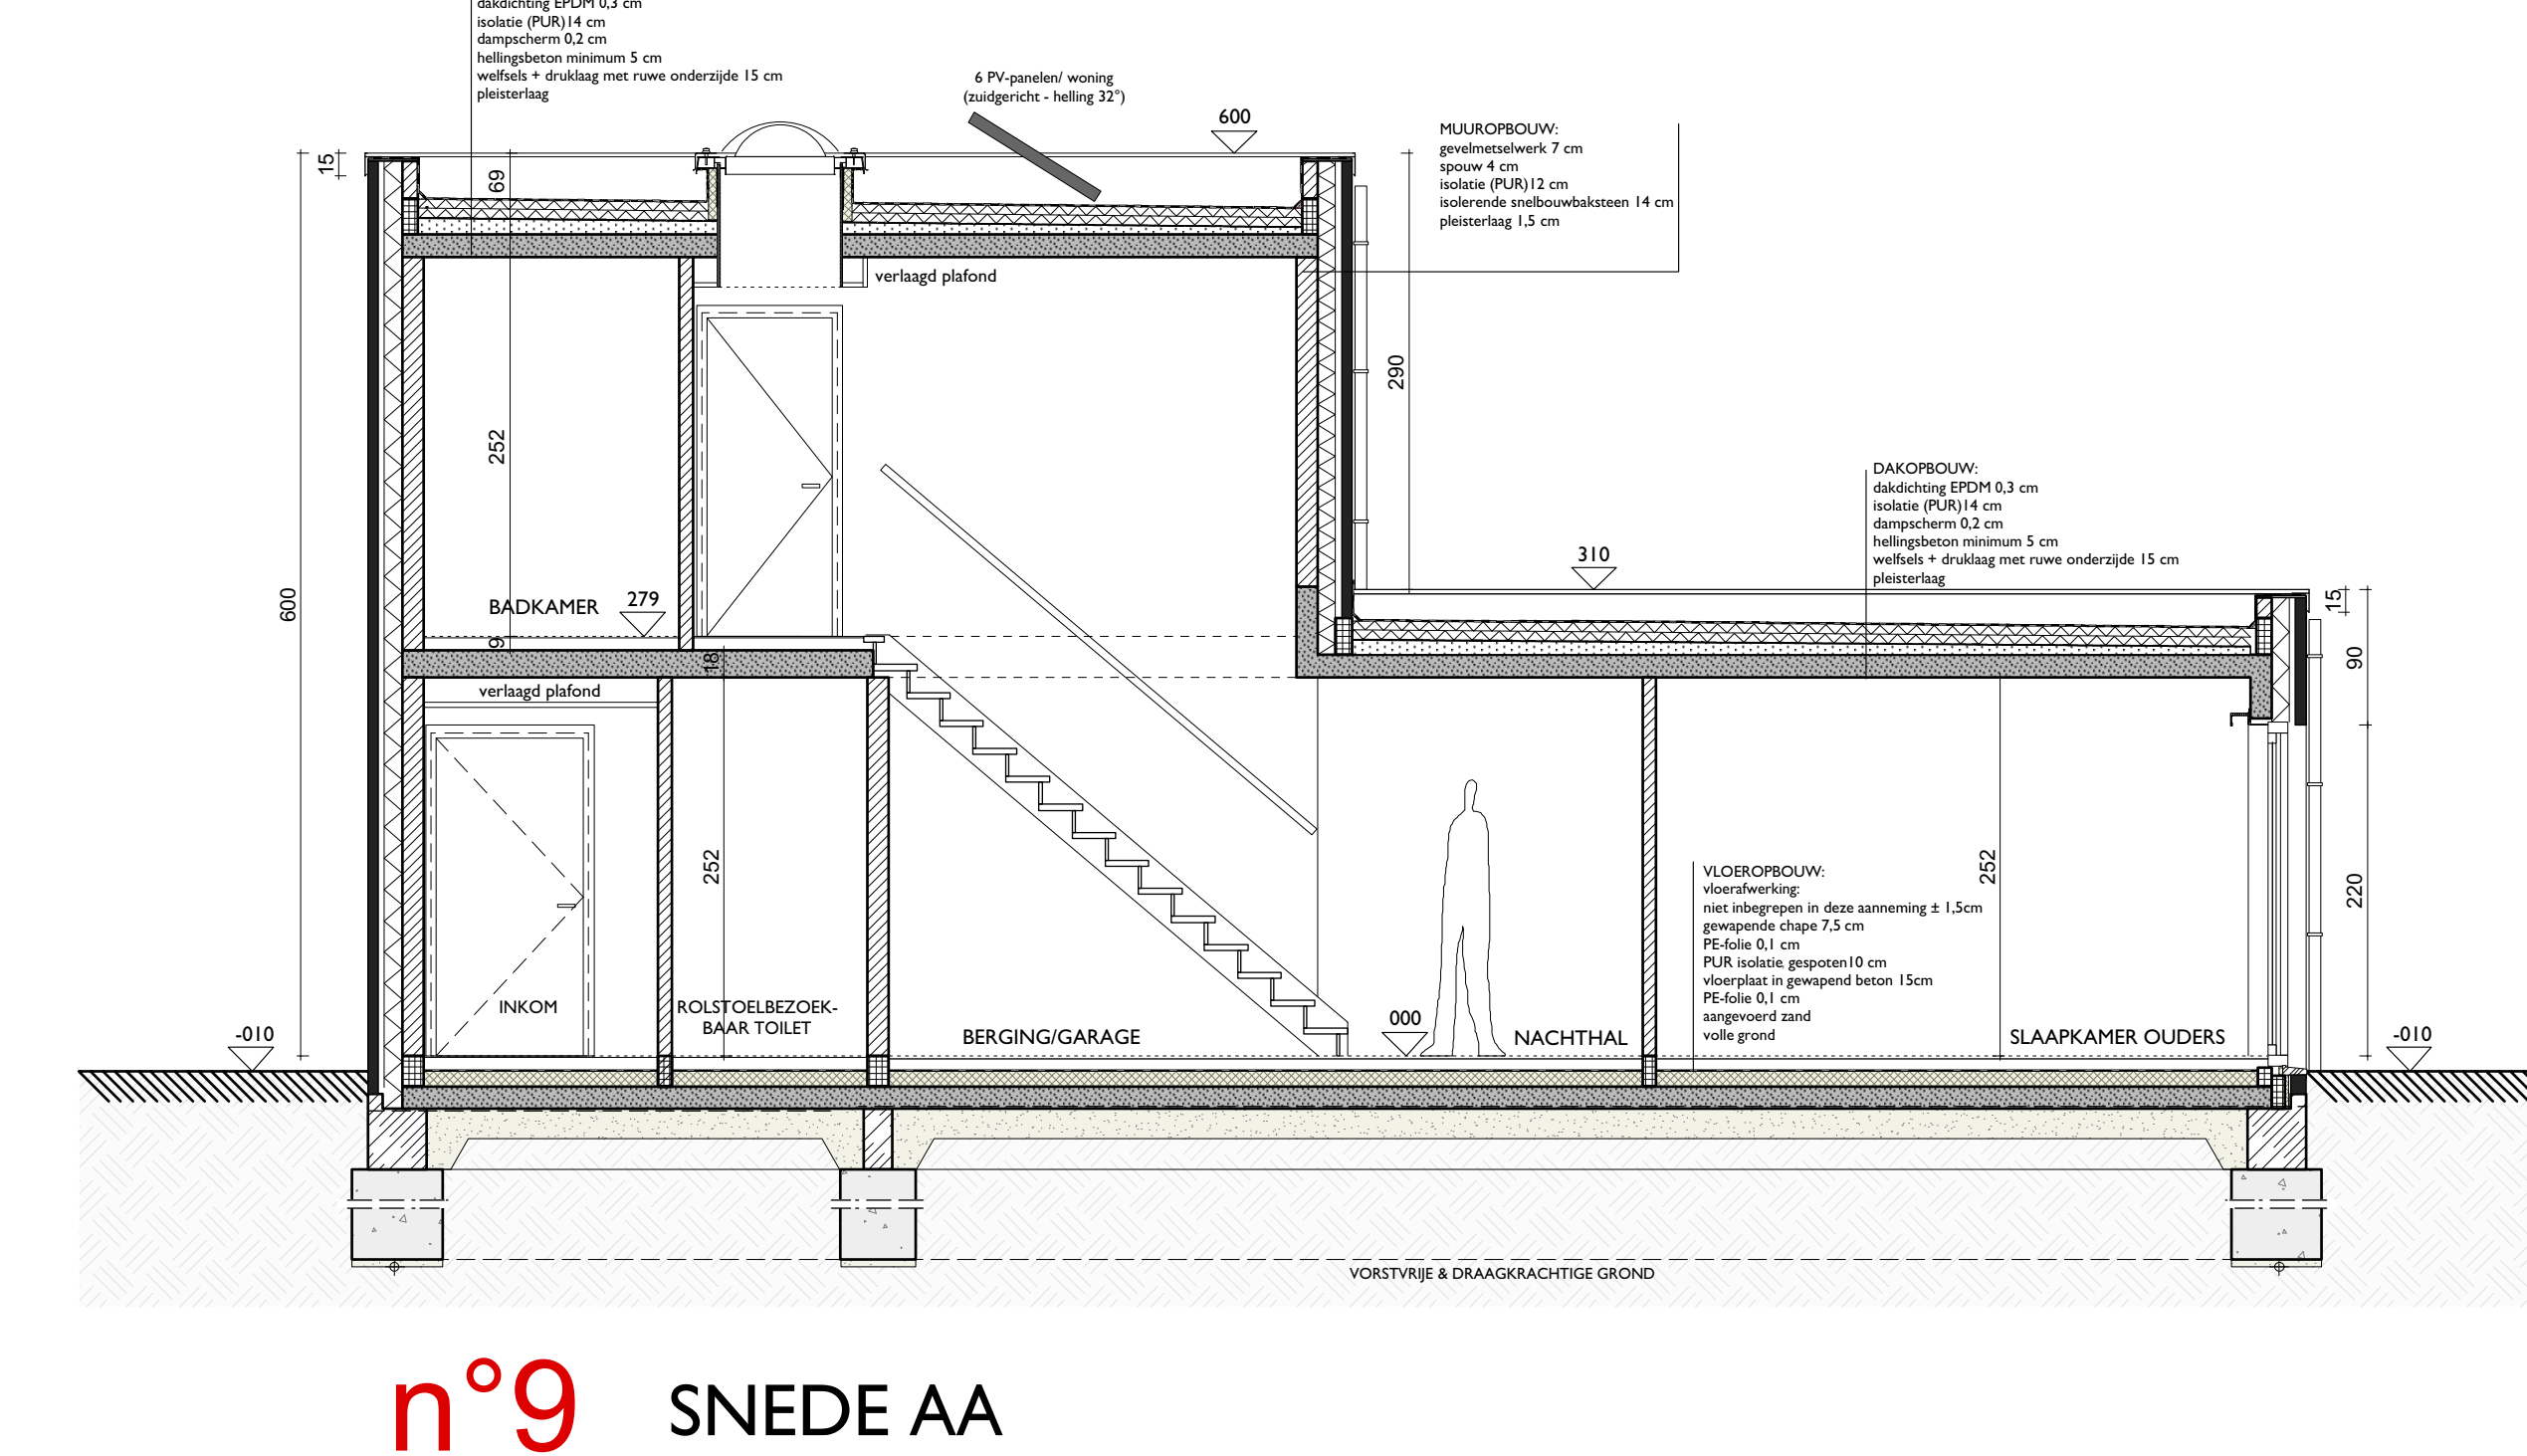 dakdichting EPDM 0,3 cm
isolatie (PUR)14 cm
dampscherm 0,2 cm
hellingsbeton minimum 5 cm
welfsels + druklaag met ruwe onderzijde 15 cm
pleisterlaag
6 PV-panelen/ woning
(zuidgericht - helling 32°)
600
MUUROPBOUW:
gevelmetselwerk 7 cm
spouw 4 cm
isolatie (PUR)12 cm
isolerende snelbouwbaksteen 14 cm
pleisterlaag 1,5 cm
15
69
verlaagd plafond
290
252
DAKOPBOUW:
dakdichting EPDM 0,3 cm
isolatie (PUR)14 cm
dampscherm 0,2 cm
hellingsbeton minimum 5 cm
welfsels + druklaag met ruwe onderzijde 15 cm
pleisterlaag
310
600
BADKAMER
279
15
9
18
90
verlaagd plafond
252
252
220
VLOEROPBOUW:
vloerafwerking:
niet inbegrepen in deze aanneming ± 1,5cm
gewapende chape 7,5 cm
PE-folie 0,1 cm
PUR isolatie gespoten10 cm
vloerplaat in gewapend beton 15cm
PE-folie 0,1 cm
aangevoerd zand
volle grond
INKOM
ROLSTOELBEZOEK-
BAAR TOILET
BERGING/GARAGE
000
NACHTHAL
SLAAPKAMER OUDERS
-010
-010
VORSTVRIJE & DRAAGKRACHTIGE GROND
n°9 SNEDE AA